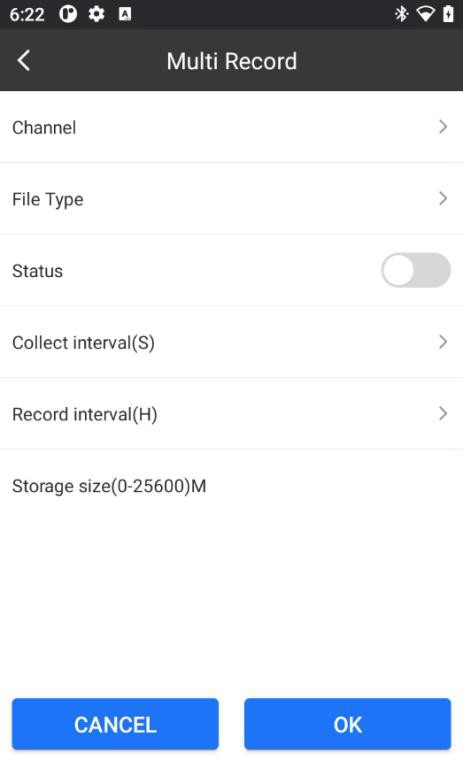 6:22
Multi Record
Channel
File Type
Status
Collect interval(S)
Record interval(H)
Storage size(0-25600)M
CANCEL
OK